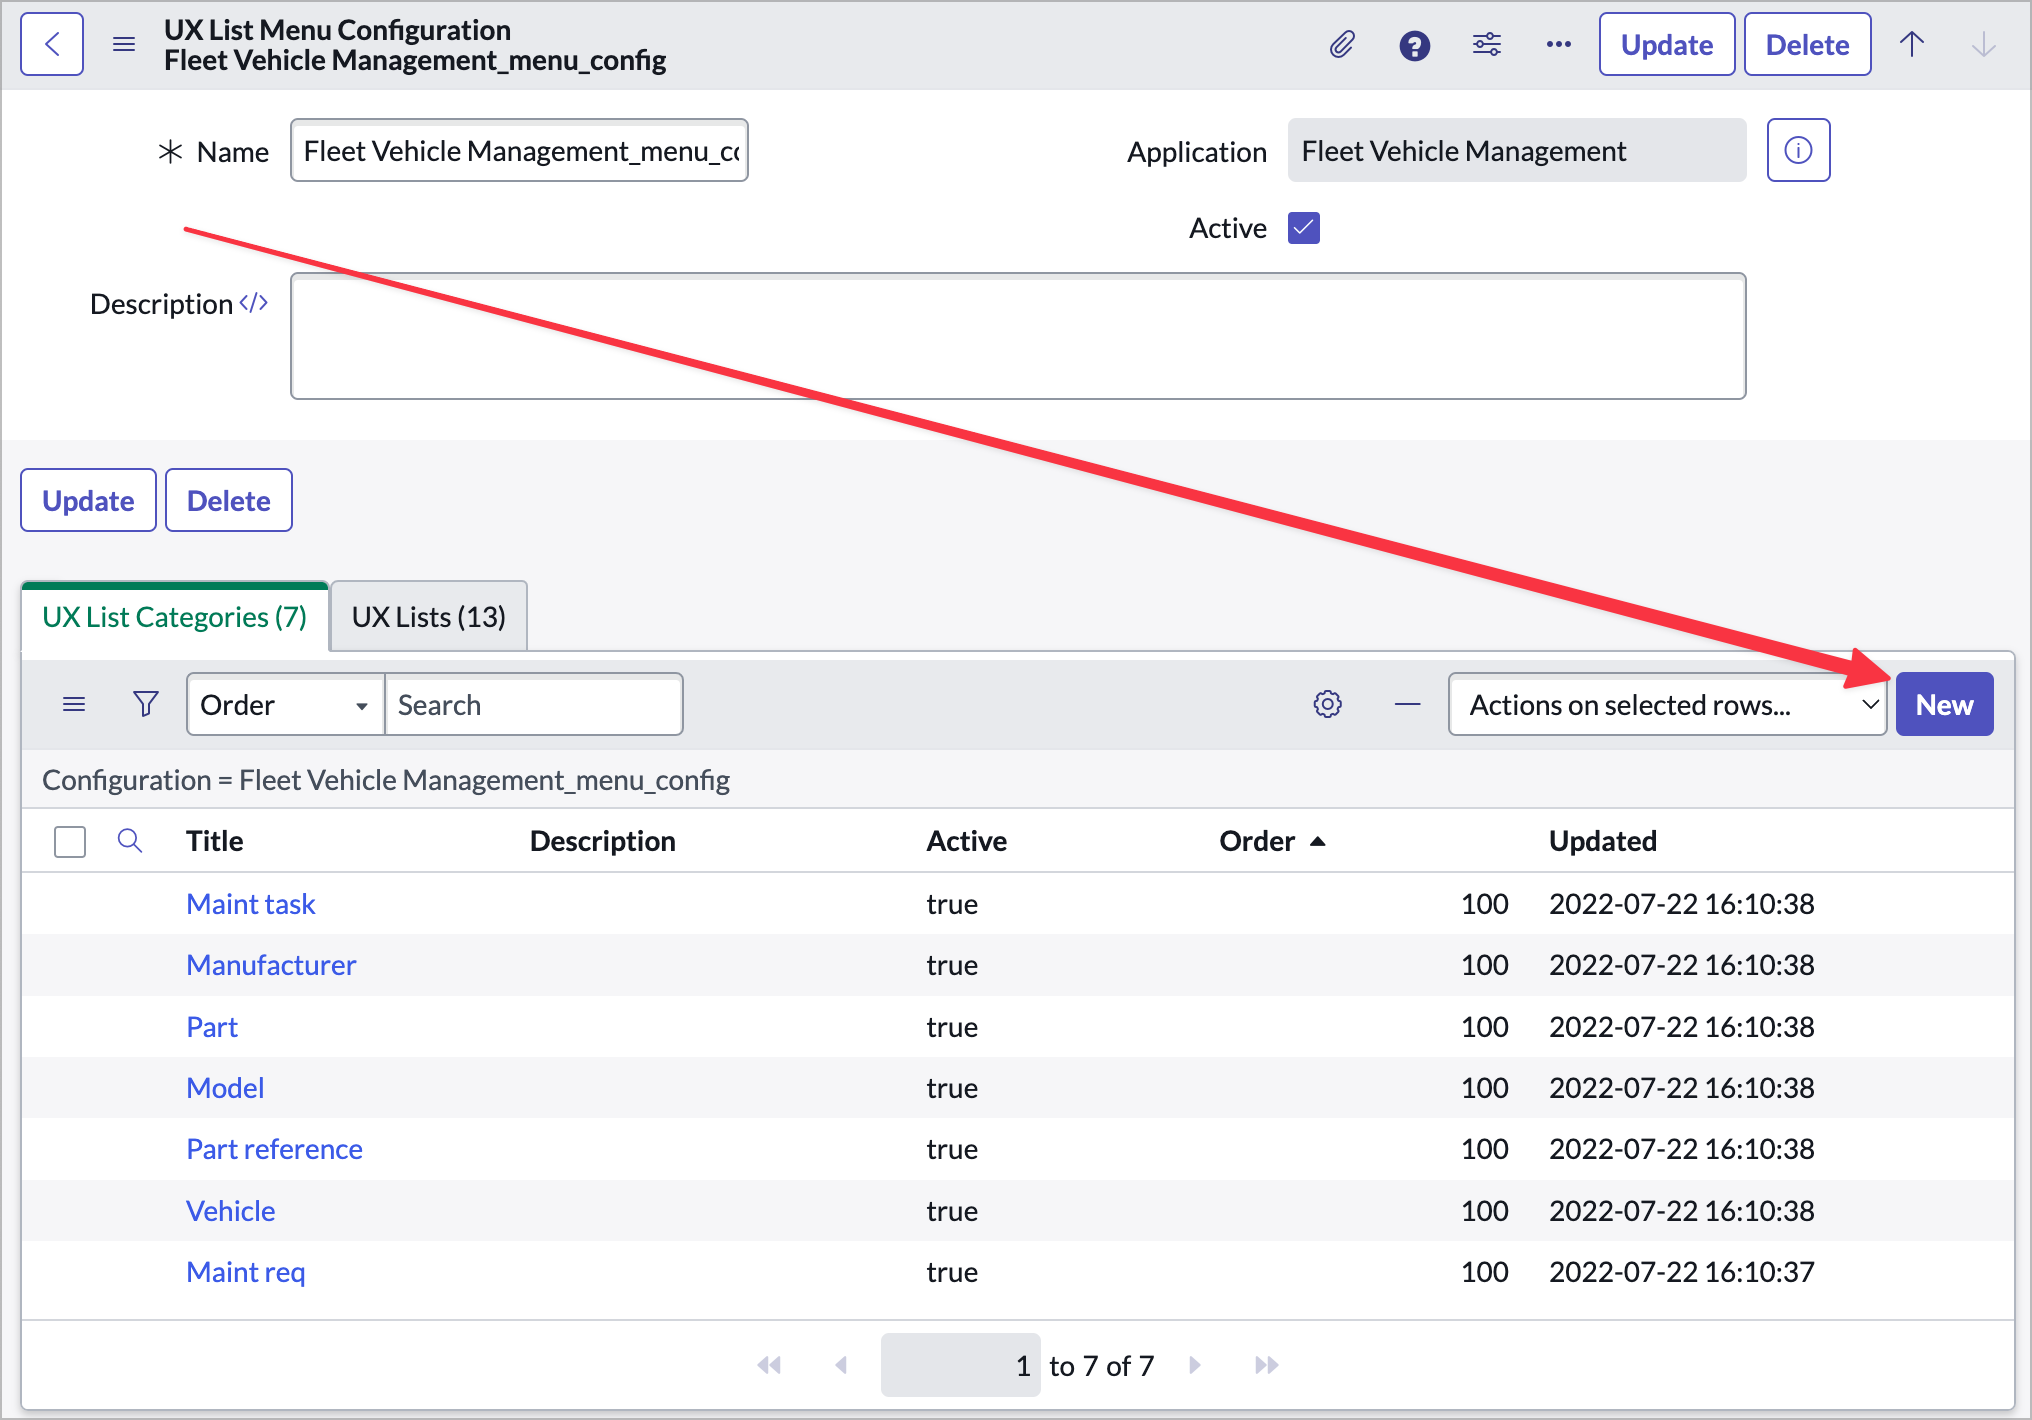 UX List Menu Configuration
Fleet Vehicle Management_menu_config
Update
Delete
Name
Fleet Vehicle Management_menu_co
Application
Fleet Vehicle Management
Active
Description
Update
Delete
UX List Categories (7)
UX Lists (13)
Order
Search
Actions on selected rows...
New
Configuration = Fleet Vehicle Management_menu_config
Title Description Active Order Updated
Maint task true 100 2022-07-22 16:10:38
Manufacturer true 100 2022-07-22 16:10:38
Part true 100 2022-07-22 16:10:38
Model true 100 2022-07-22 16:10:38
Part reference true 100 2022-07-22 16:10:38
Vehicle true 100 2022-07-22 16:10:38
Maint req true 100 2022-07-22 16:10:37
1 to 7 of 7